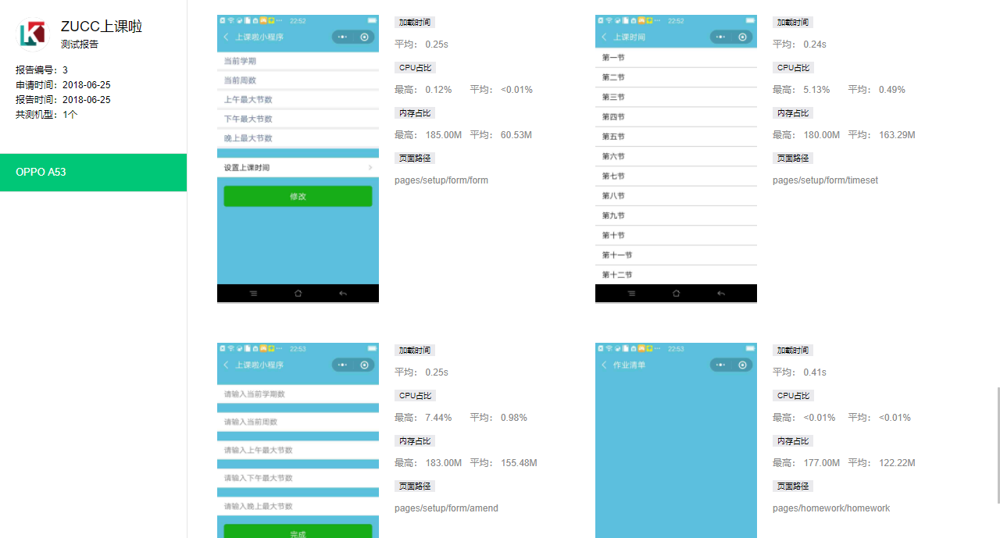 ZUCC上课啦
测试报告
报告编号：3
申请时间：2018-06-25
报告时间：2018-06-25
共测机型：1个
OPPO A53
22:52
上课啦小程序
当前学期
当前周数
上午最大节数
下午最大节数
晚上最大节数
设置上课时间
修改
加载时间
平均： 0.25s
CPU占比
最高： 0.12% 平均： <0.01%
内存占比
最高： 185.00M 平均： 60.53M
页面路径
pages/setup/form/form
22:52
上课时间
第一节
第二节
第三节
第四节
第五节
第六节
第七节
第八节
第九节
第十节
第十一节
第十二节
加载时间
平均： 0.24s
CPU占比
最高： 5.13% 平均： 0.49%
内存占比
最高： 180.00M 平均： 163.29M
页面路径
pages/setup/form/timeset
22:53
上课啦小程序
请输入当前学期数
请输入当前周数
请输入上午最大节数
请输入下午最大节数
请输入晚上最大节数
完成
加载时间
平均： 0.25s
CPU占比
最高： 7.44% 平均： 0.98%
内存占比
最高： 183.00M 平均： 155.48M
页面路径
pages/setup/form/amend
22:53
作业清单
加载时间
平均： 0.41s
CPU占比
最高： <0.01% 平均： <0.01%
内存占比
最高： 177.00M 平均： 122.22M
页面路径
pages/homework/homework